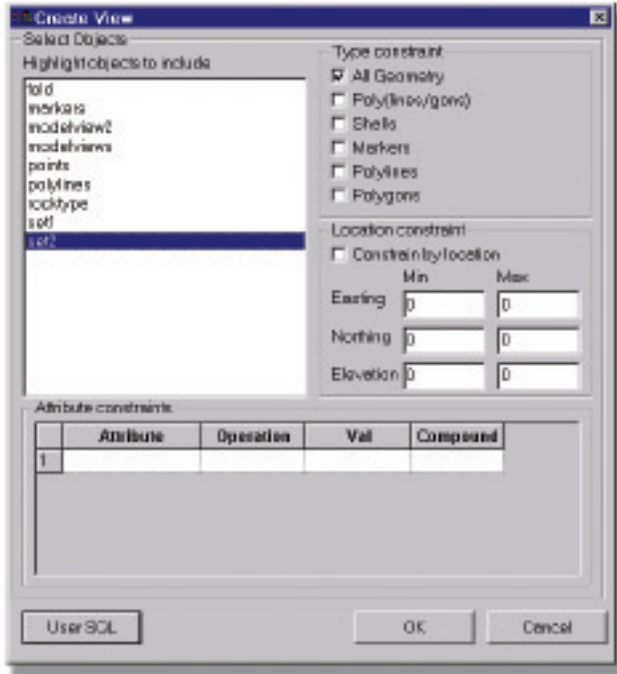 Create View
Select Objects
Highlight objects to include
fold
markers
modelview2
modelviews
points
polylines
rocktype
set1
set2
Type constraint
All Geometry
Poly(lines/gons)
Shells
Markers
Polylines
Polygons
Location constraint
Constrain by location
Min Max
Easting 0 0
Northing 0 0
Elevation 0 0
Attribute constraints
Attribute Operation Val Compound
1
User SQL OK Cancel